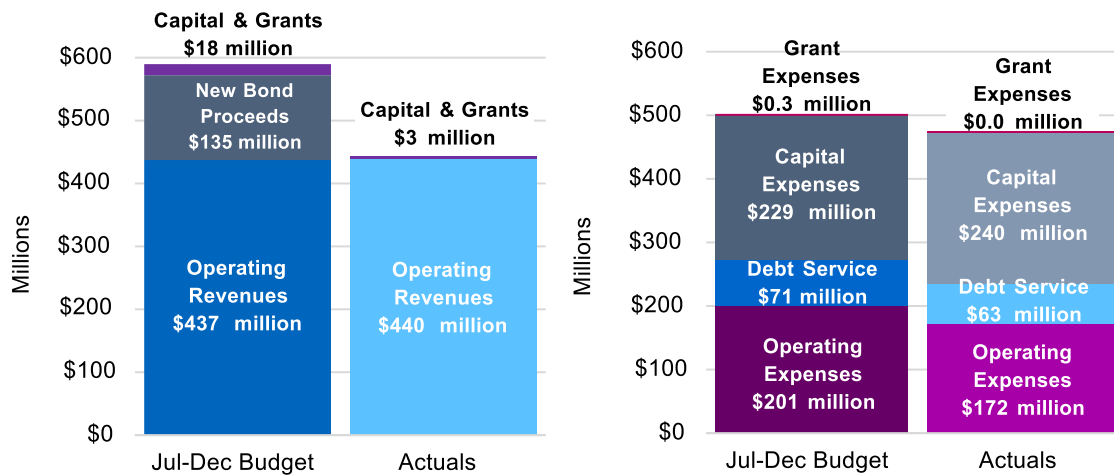 Capital & Grants
$18 million
$600
New Bond
Proceeds
$135 million
$500
Capital & Grants
$3 million
$400
$300
Operating
Revenues
$437 million
Operating
Revenues
$440 million
$200
$100
$0
Millions
Jul-Dec Budget
Actuals
$600
Grant
Expenses
$0.3 million
Grant
Expenses
$0.0 million
$500
Capital
Expenses
$229 million
Capital
Expenses
$240 million
$400
$300
Debt Service
$71 million
Debt Service
$63 million
$200
Operating
Expenses
$201 million
Operating
Expenses
$172 million
$100
$0
Millions
Jul-Dec Budget
Actuals